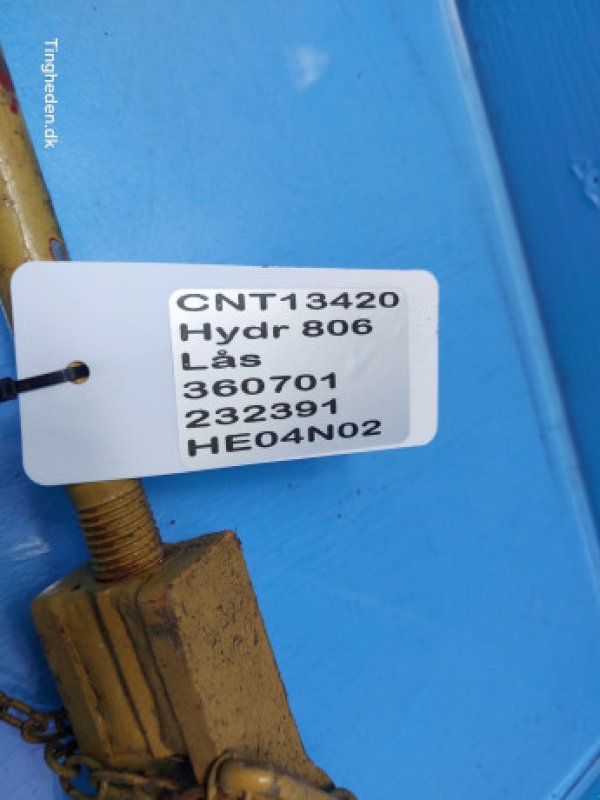 Tingheden.dk
CNT13420
Hydr 806
Lås
360701
232391
HE04N02